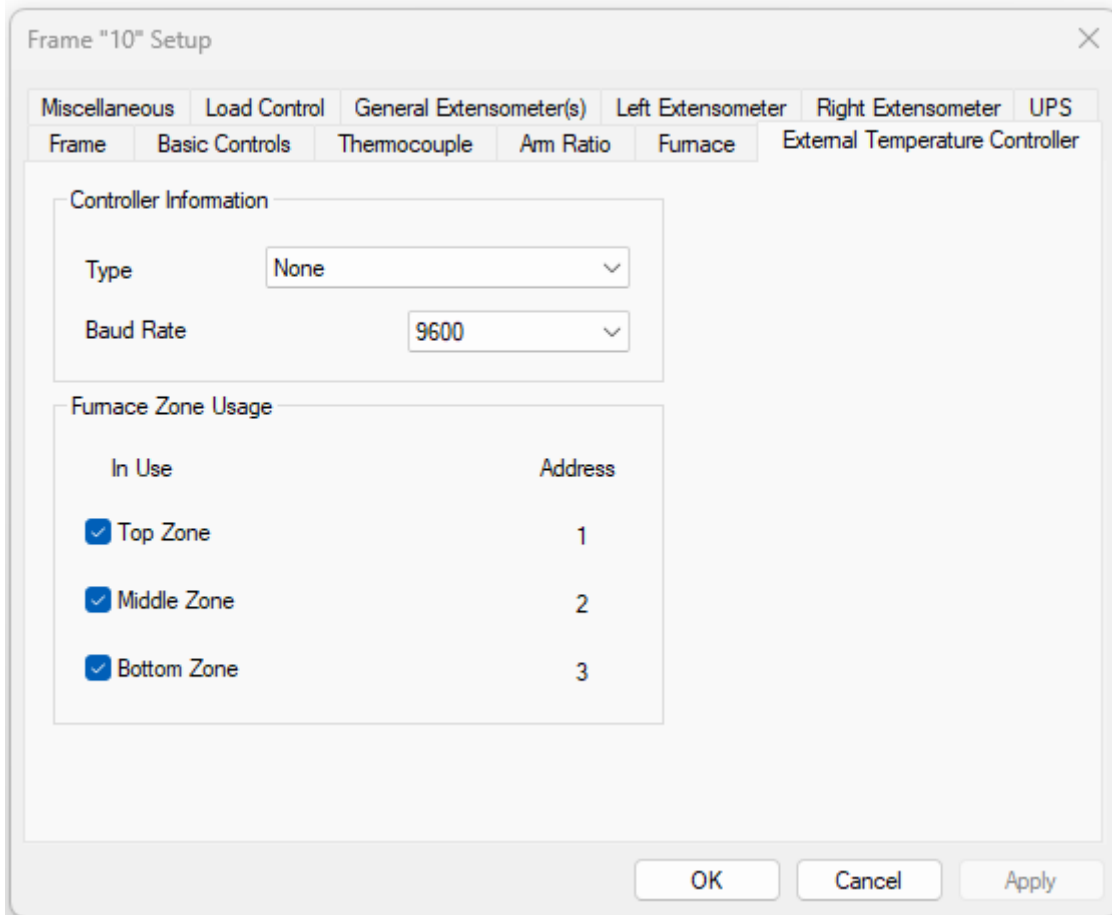 Frame "10" Setup
Miscellaneous Load Control General Extensometer(s) Left Extensometer Right Extensometer UPS
Frame Basic Controls Thermocouple Arm Ratio Furnace External Temperature Controller
Controller Information
Type None
Baud Rate 9600
Furnace Zone Usage
In Use Address
Top Zone 1
Middle Zone 2
Bottom Zone 3
OK Cancel Apply